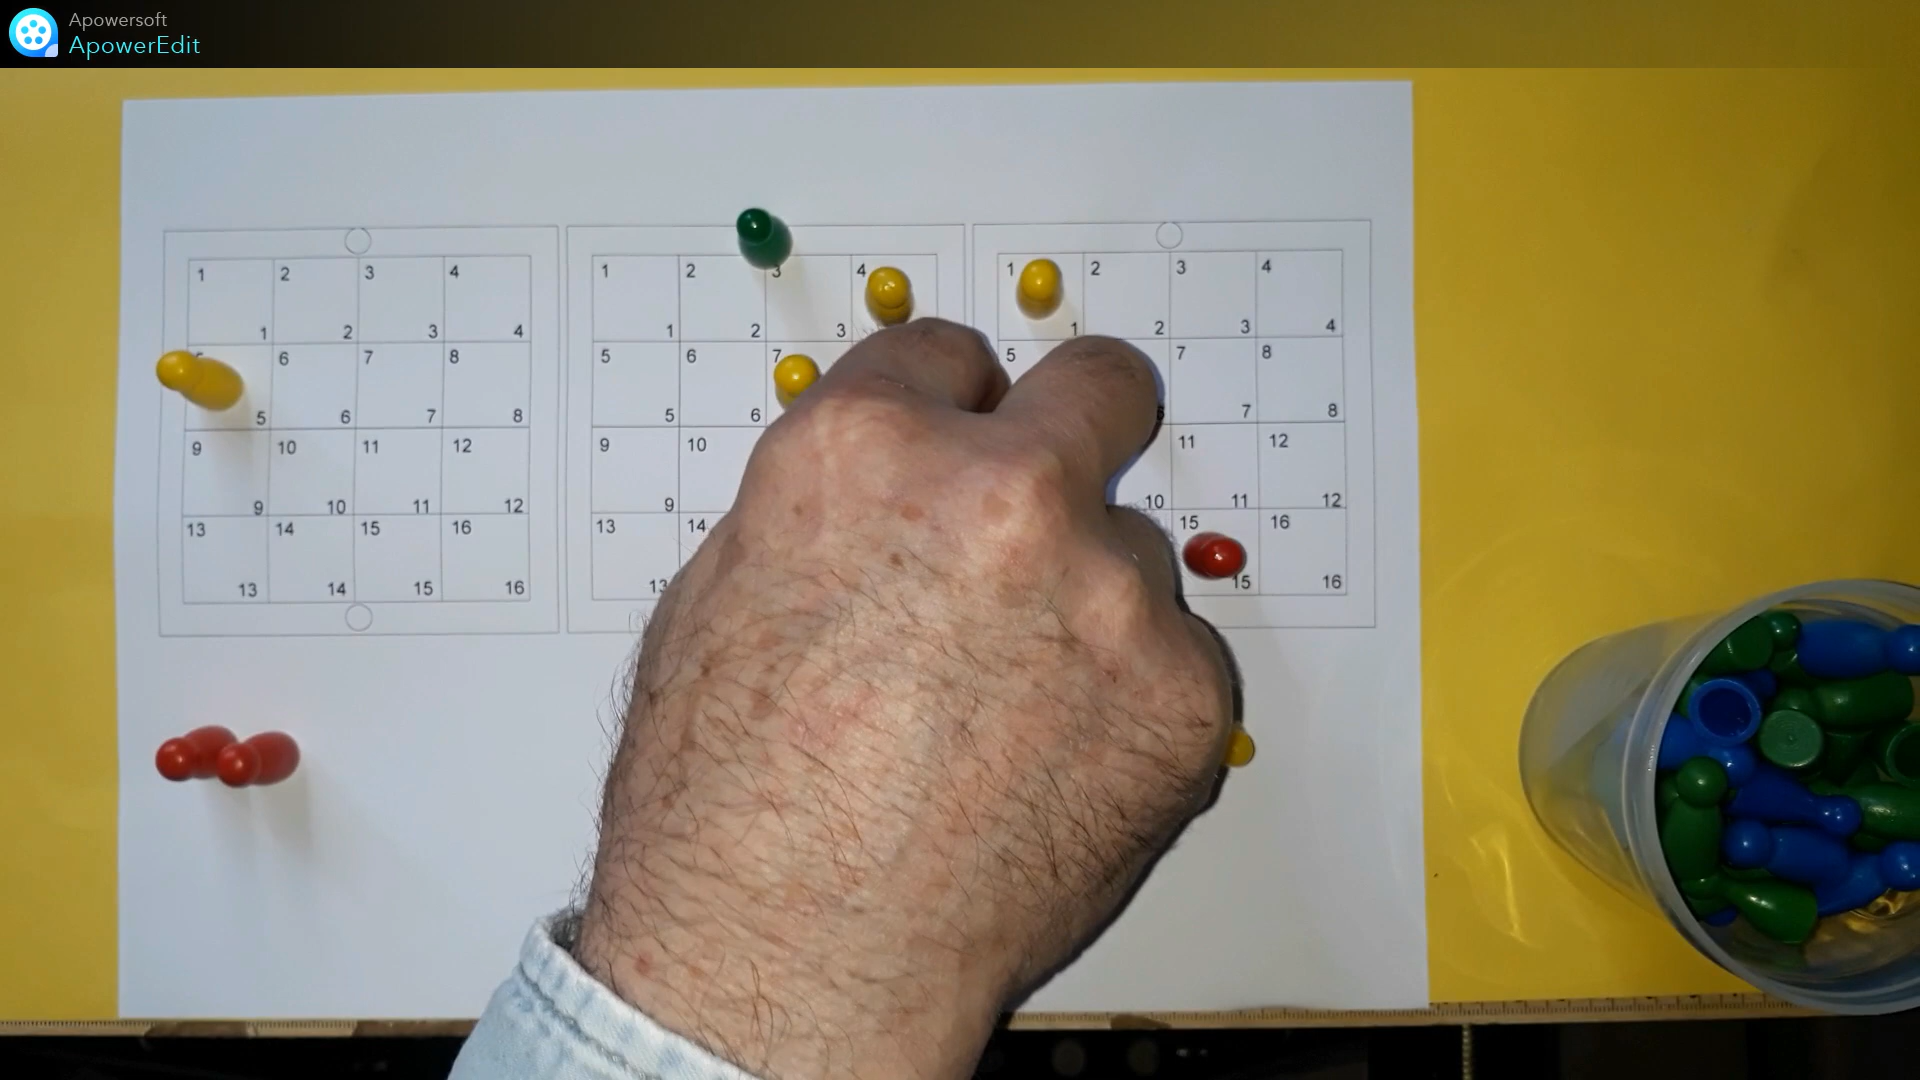 Apowersoft
ApowerEdit
1 2 3 4
1 2 3 4
6 7 8
5 6 7 8
9 10 11 12
9 10 11 12
13 14 15 16
13 14 15 16
1 2 3 4
1 2 3
5 6 7
5 6
9 10
9
13 14
13
1 2 3 4
1 2 3 4
5 7 8
6 7 8
11 12
10 11 12
15 16
15 16